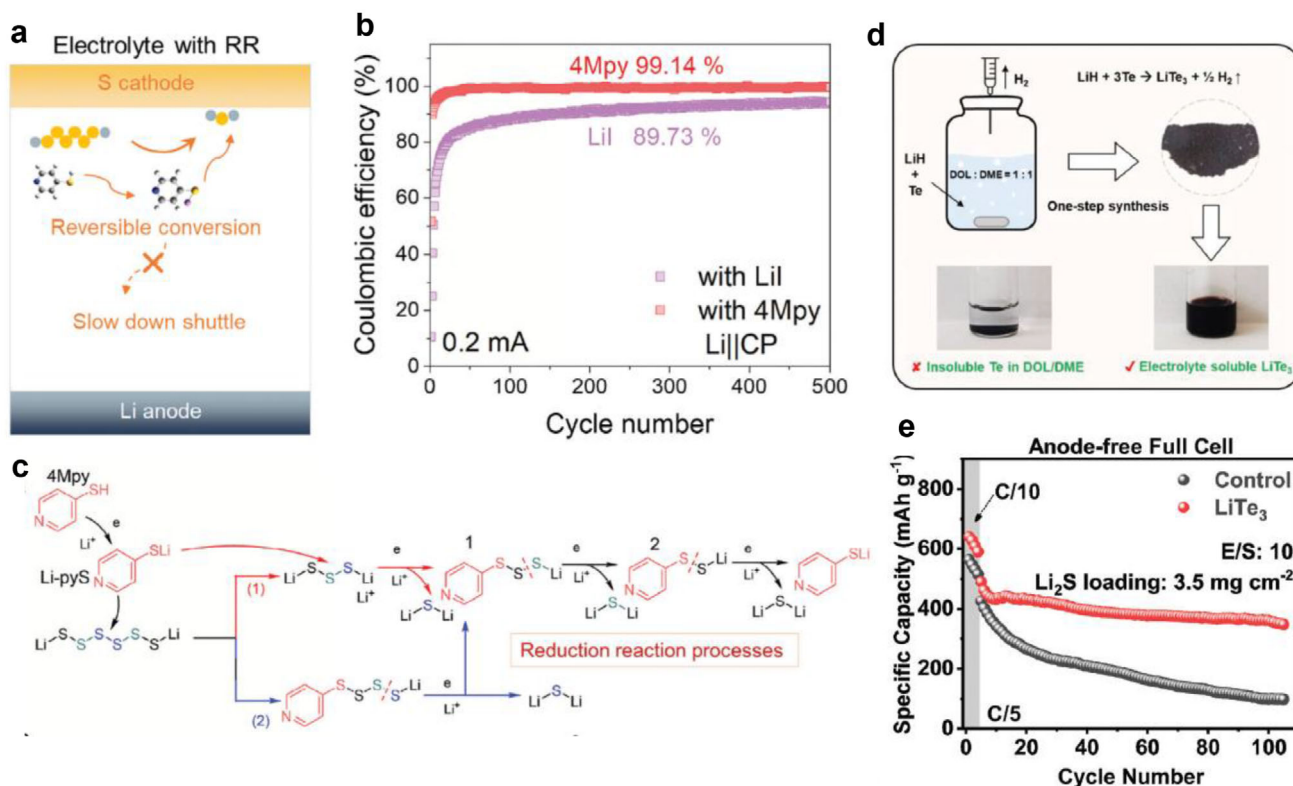 a
Electrolyte with RR
S cathode
Reversible conversion
Slow down shuttle
Li anode
b
Coulombic efficiency (%)
100
80
60
40
20
0
4Mpy 99.14 %
LiI 89.73 %
with LiI
with 4Mpy
Li||CP
0.2 mA
0 100 200 300 400 500
Cycle number
c
4Mpy
SH
N
e
Li⁺
SLi
Li-pyS
N
Li S S S S S Li
(1)
Li S S S Li
Li⁺
e
Li⁺
S
Li Li
1
N
S S S Li
e
Li⁺
S
Li Li
2
N
S S Li
e
Li⁺
S
Li Li
SLi
N
Reduction reaction processes
(2)
N
S S S S Li
e
Li⁺
S
Li Li
d
H₂
LiH + 3Te → LiTe₃ + ½ H₂ ↑
LiH
+
Te
DOL : DME = 1 : 1
One-step synthesis
✘ Insoluble Te in DOL/DME
✓ Electrolyte soluble LiTe₃
e
Anode-free Full Cell
Specific Capacity (mAh g⁻¹)
800
600
400
200
0
C/10
Control
LiTe₃
E/S: 10
Li₂S loading: 3.5 mg cm⁻²
C/5
0 20 40 60 80 100
Cycle Number